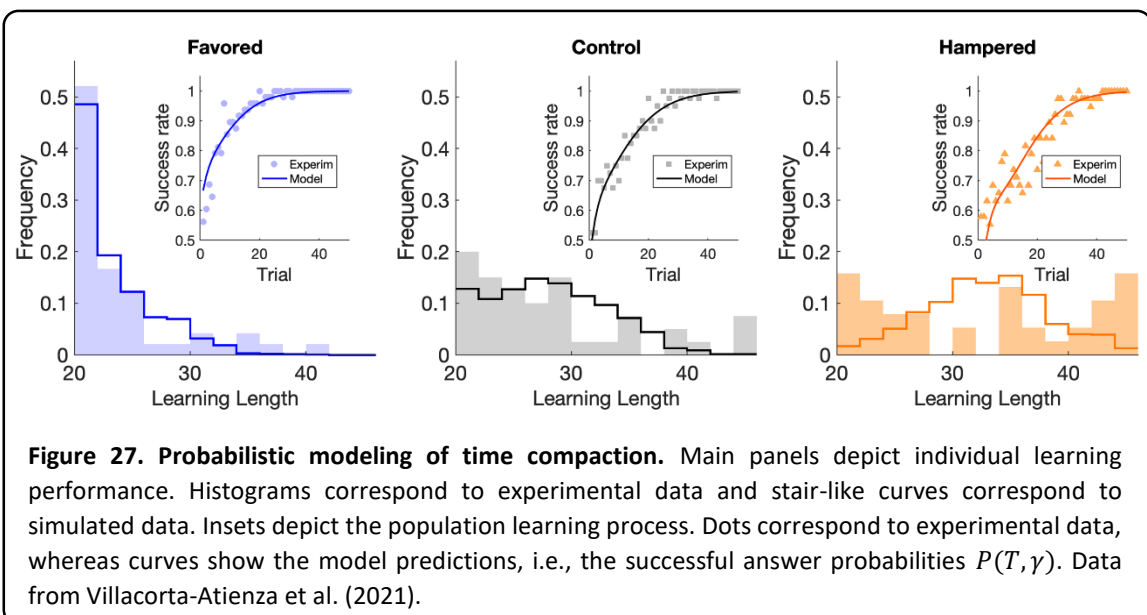 Favored
Control
Hampered
Frequency
0.5
0.4
0.3
0.2
0.1
0
20
30
40
Learning Length
Success rate
1
0.9
0.8
0.7
0.6
0.5
0
20
40
Trial
Experim
Model
Frequency
0.5
0.4
0.3
0.2
0.1
0
20
30
40
Learning Length
Success rate
1
0.9
0.8
0.7
0.6
0.5
0
20
40
Trial
Experim
Model
Frequency
0.5
0.4
0.3
0.2
0.1
0
20
30
40
Learning Length
Success rate
1
0.9
0.8
0.7
0.6
0.5
0
20
40
Trial
Experim
Model
Figure 27. Probabilistic modeling of time compaction. Main panels depict individual learning
performance. Histograms correspond to experimental data and stair-like curves correspond to
simulated data. Insets depict the population learning process. Dots correspond to experimental data,
whereas curves show the model predictions, i.e., the successful answer probabilities 𝑃(𝑇, 𝛾). Data
from Villacorta-Atienza et al. (2021).